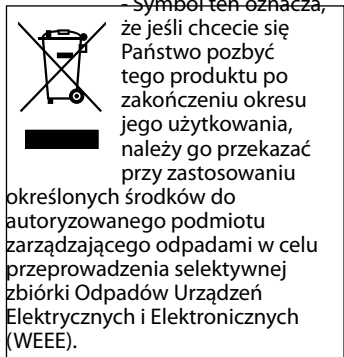 - Symbol ten oznacza,
że jeśli chcecie się
Państwo pozbyć
tego produktu po
zakończeniu okresu
jego użytkowania,
należy go przekazać
przy zastosowaniu
określonych środków do
autoryzowanego podmiotu
zarządzającego odpadami w celu
przeprowadzenia selektywnej
zbiórki Odpadów Urządzeń
Elektrycznych i Elektronicznych
(WEEE).